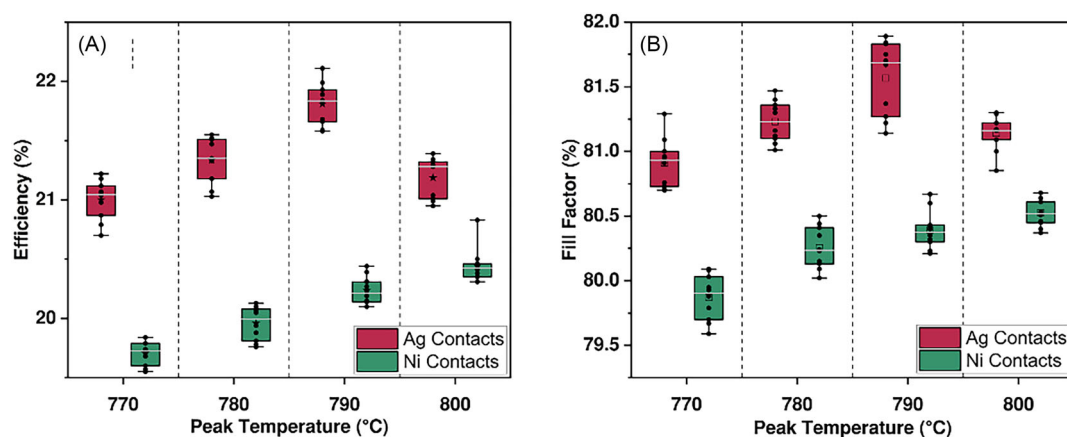 (A)
Efficiency (%)
22
21
20
Ag Contacts
Ni Contacts
770 780 790 800
Peak Temperature (°C)
(B)
Fill Factor (%)
82.0
81.5
81.0
80.5
80.0
79.5
Ag Contacts
Ni Contacts
770 780 790 800
Peak Temperature (°C)